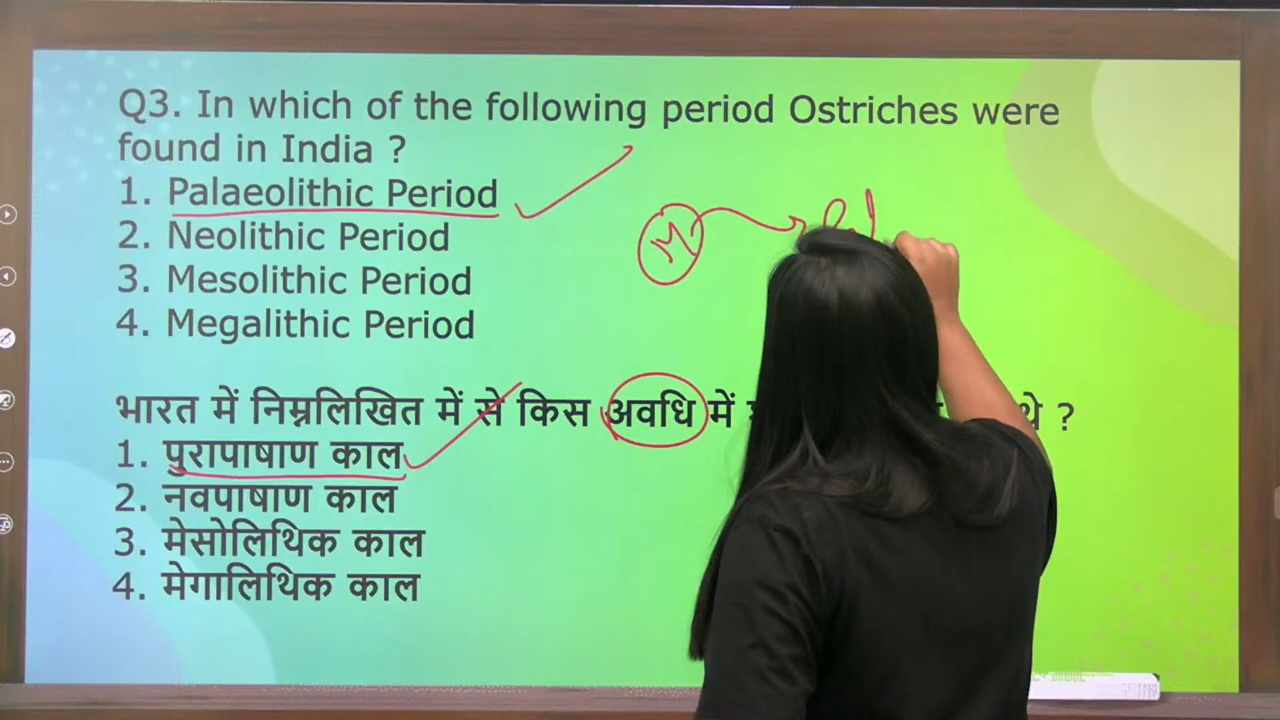 Q3. In which of the following period Ostriches were
found in India ?
1. Palaeolithic Period
2. Neolithic Period
3. Mesolithic Period
4. Megalithic Period
M
भारत में निम्नलिखित में से किस अवधि में थे ?
1. पुरापाषाण काल
2. नवपाषाण काल
3. मेसोलिथिक काल
4. मेगालिथिक काल